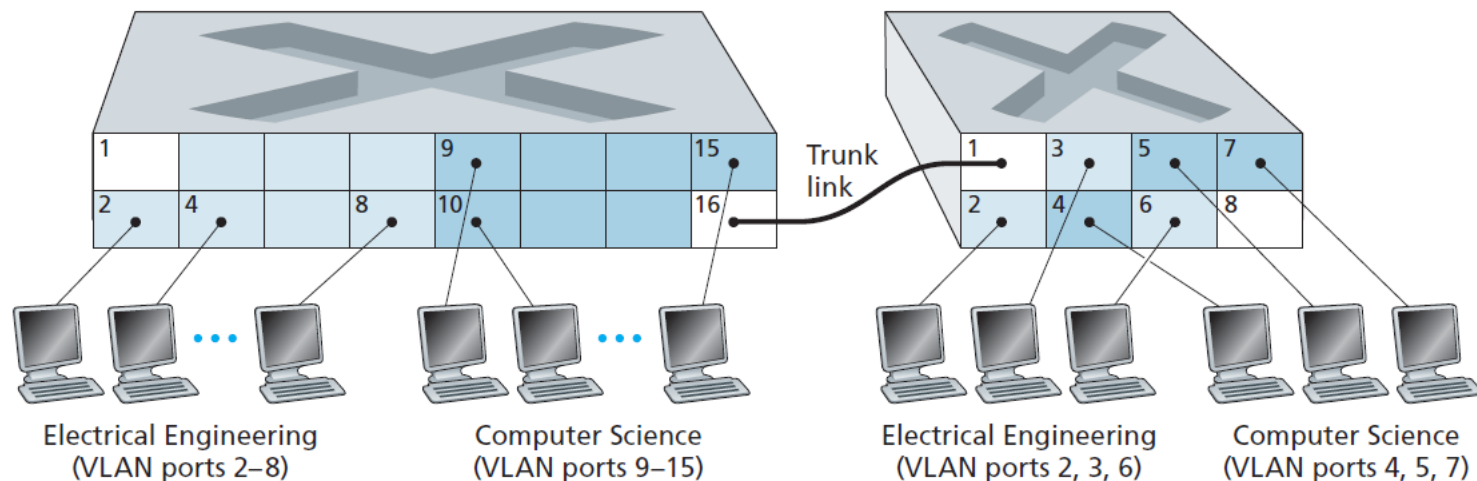 1
9
15
2
4
8
10
16
Trunk
link
1
3
5
7
2
4
6
8
Electrical Engineering
(VLAN ports 2–8)
Computer Science
(VLAN ports 9–15)
Electrical Engineering
(VLAN ports 2, 3, 6)
Computer Science
(VLAN ports 4, 5, 7)